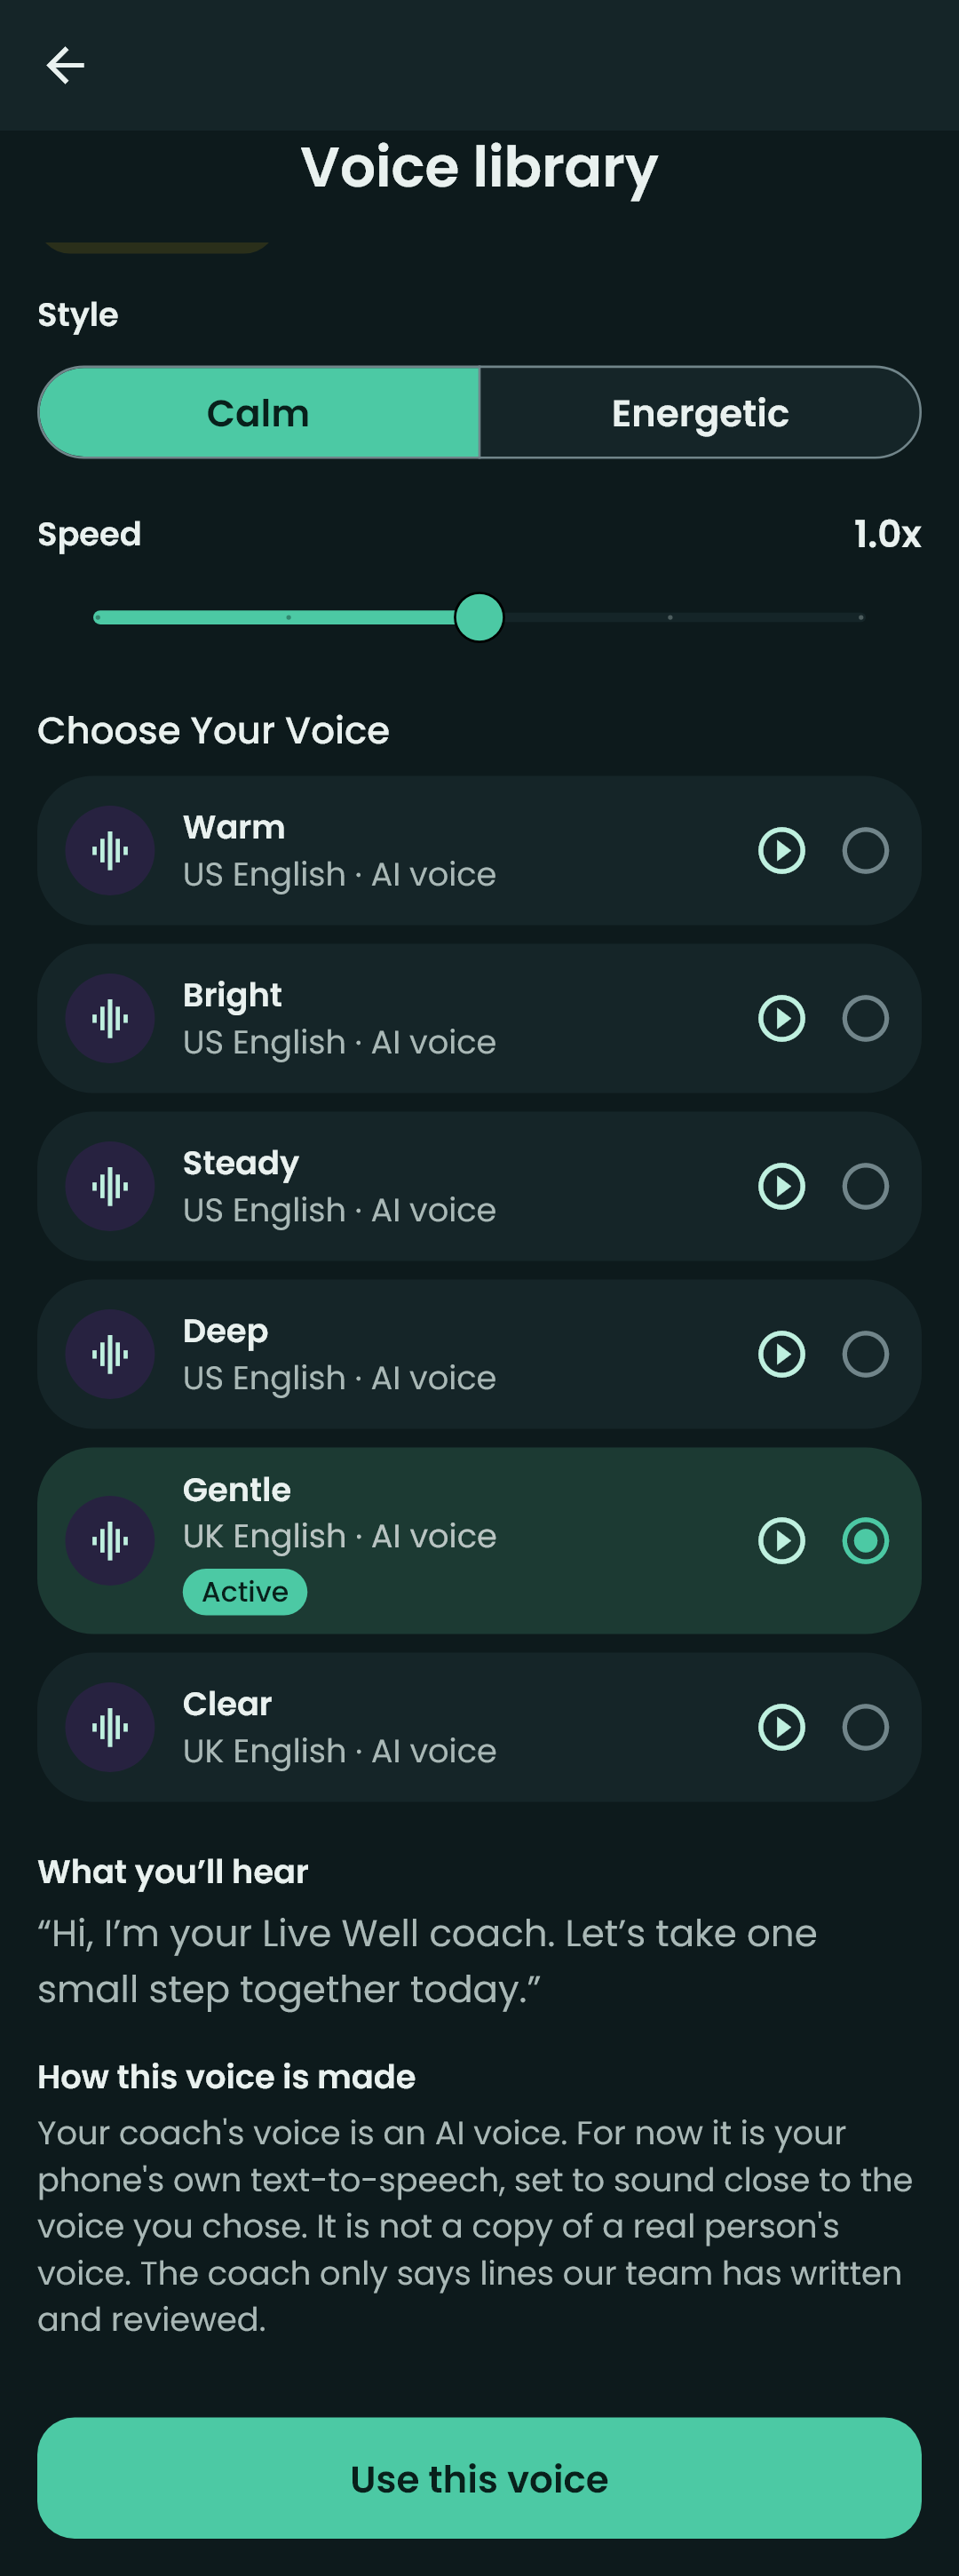 Voice library
Style
Calm
Energetic
Speed
1.0x
Choose Your Voice
Warm
US English · AI voice
Bright
US English · AI voice
Steady
US English · AI voice
Deep
US English · AI voice
Gentle
UK English · AI voice
Active
Clear
UK English · AI voice
What you’ll hear
“Hi, I’m your Live Well coach. Let’s take one
small step together today.”
How this voice is made
Your coach's voice is an AI voice. For now it is your
phone's own text-to-speech, set to sound close to the
voice you chose. It is not a copy of a real person's
voice. The coach only says lines our team has written
and reviewed.
Use this voice